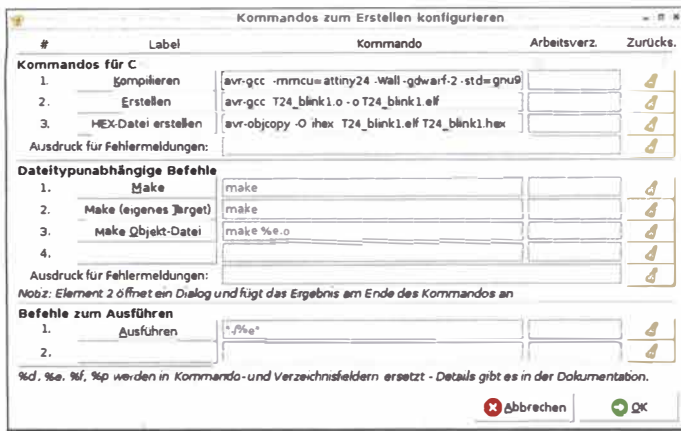 Kommandos zum Erstellen konfigurieren
# Label Kommando Arbeitsverz. Zurücks.
Kommandos für C
1. Kompilieren avr-gcc -mmcu=attiny24 -Wall -gdwarf-2 -std=gnu9
2. Erstellen avr-gcc T24_blink1.o -o T24_blink1.elf
3. HEX-Datei erstellen avr-objcopy -O ihex T24_blink1.elf T24_blink1.hex
Ausdruck für Fehlermeldungen:
Dateitypunabhängige Befehle
1. Make make
2. Make (eigenes Target) make
3. Make Objekt-Datei make %e.o
4.
Ausdruck für Fehlermeldungen:
Notiz: Element 2 öffnet ein Dialog und fügt das Ergebnis am Ende des Kommandos an
Befehle zum Ausführen
1. Ausführen "./%e"
2.
%d, %e, %f, %p werden in Kommando- und Verzeichnisfeldern ersetzt - Details gibt es in der Dokumentation.
Abbrechen OK